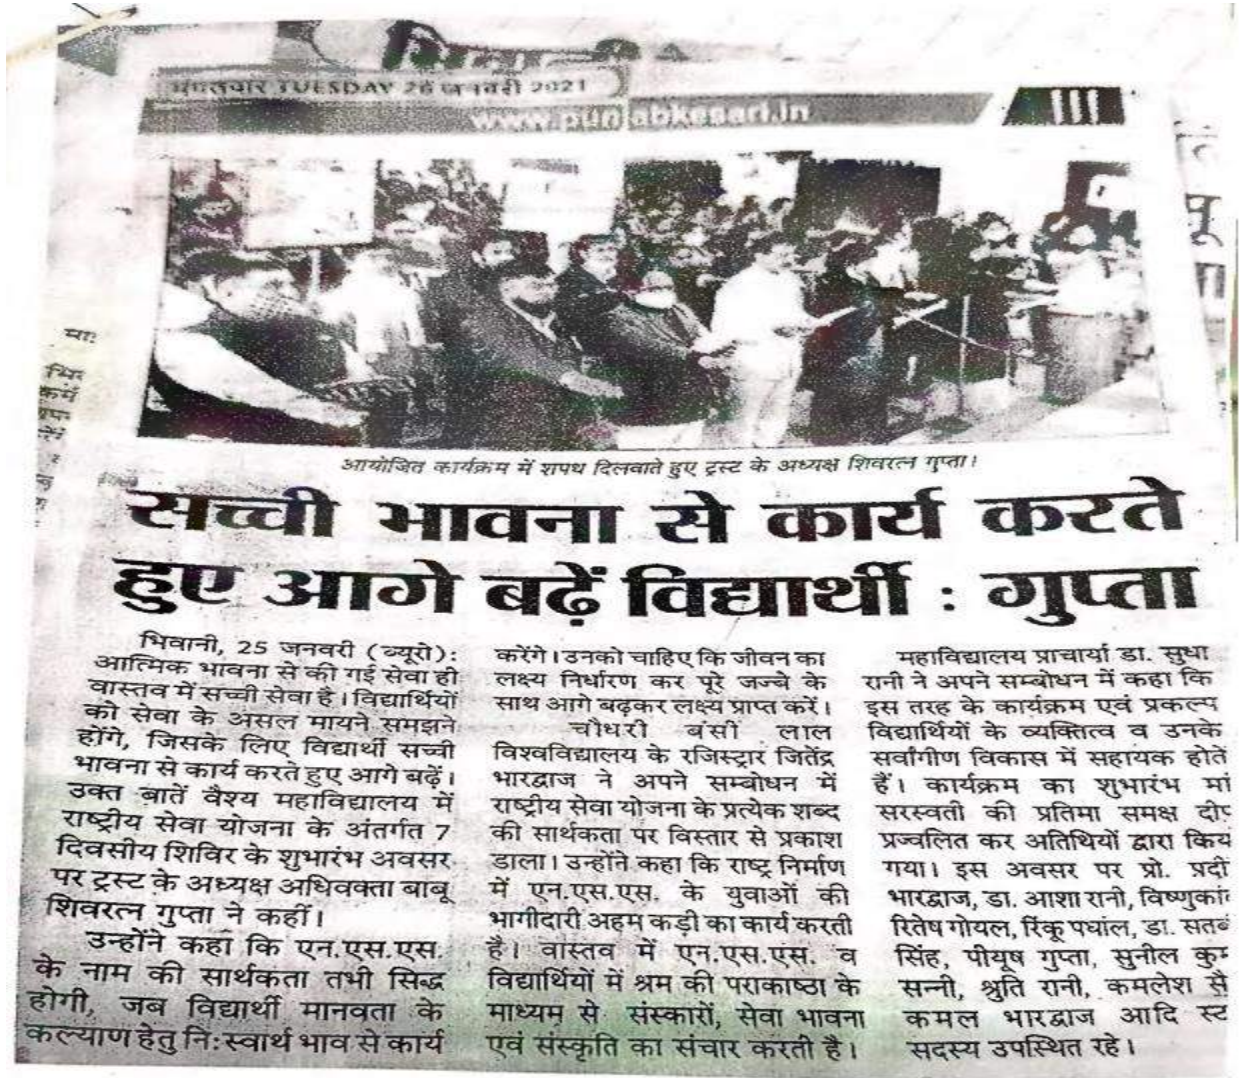 मंगलवार TUESDAY 26 जनवरी 2021
www.punjabkesari.in
III
आयोजित कार्यक्रम में शपथ दिलवाते हुए ट्रस्ट के अध्यक्ष शिवरत्न गुप्ता।
सच्ची भावना से कार्य करते
हुए आगे बढ़ें विद्यार्थी : गुप्ता
भिवानी, 25 जनवरी (ब्यूरो):
आत्मिक भावना से की गई सेवा ही
वास्तव में सच्ची सेवा है। विद्यार्थियों
को सेवा के असल मायने समझने
होंगे, जिसके लिए विद्यार्थी सच्ची
भावना से कार्य करते हुए आगे बढ़ें।
उक्त बातें वैश्य महाविद्यालय में
राष्ट्रीय सेवा योजना के अंतर्गत 7
दिवसीय शिविर के शुभारंभ अवसर
पर ट्रस्ट के अध्यक्ष अधिवक्ता बाबू
शिवरत्न गुप्ता ने कहीं।
उन्होंने कहा कि एन.एस.एस.
के नाम की सार्थकता तभी सिद्ध
होगी, जब विद्यार्थी मानवता के
कल्याण हेतु नि:स्वार्थ भाव से कार्य
करेंगे। उनको चाहिए कि जीवन का
लक्ष्य निर्धारण कर पूरे जज्बे के
साथ आगे बढ़कर लक्ष्य प्राप्त करें।
चौधरी बंसी लाल
विश्वविद्यालय के रजिस्ट्रार जितेंद्र
भारद्वाज ने अपने सम्बोधन में
राष्ट्रीय सेवा योजना के प्रत्येक शब्द
की सार्थकता पर विस्तार से प्रकाश
डाला। उन्होंने कहा कि राष्ट्र निर्माण
में एन.एस.एस. के युवाओं की
भागीदारी अहम कड़ी का कार्य करती
है। वास्तव में एन.एस.एस. व
विद्यार्थियों में श्रम की पराकाष्ठा के
माध्यम से संस्कारों, सेवा भावना
एवं संस्कृति का संचार करती है।
महाविद्यालय प्राचार्या डा. सुधा
रानी ने अपने सम्बोधन में कहा कि
इस तरह के कार्यक्रम एवं प्रकल्प
विद्यार्थियों के व्यक्तित्व व उनके
सर्वांगीण विकास में सहायक होते
हैं। कार्यक्रम का शुभारंभ मां
सरस्वती की प्रतिमा समक्ष दीप
प्रज्वलित कर अतिथियों द्वारा किय
गया। इस अवसर पर प्रो. प्रदी
भारद्वाज, डा. आशा रानी, विष्णुकांत
रितेष गोयल, रिंकू पघांल, डा. सतब
सिंह, पीयूष गुप्ता, सुनील कुम
सन्नी, श्रुति रानी, कमलेश सै
कमल भारद्वाज आदि स्ट
सदस्य उपस्थित रहे।